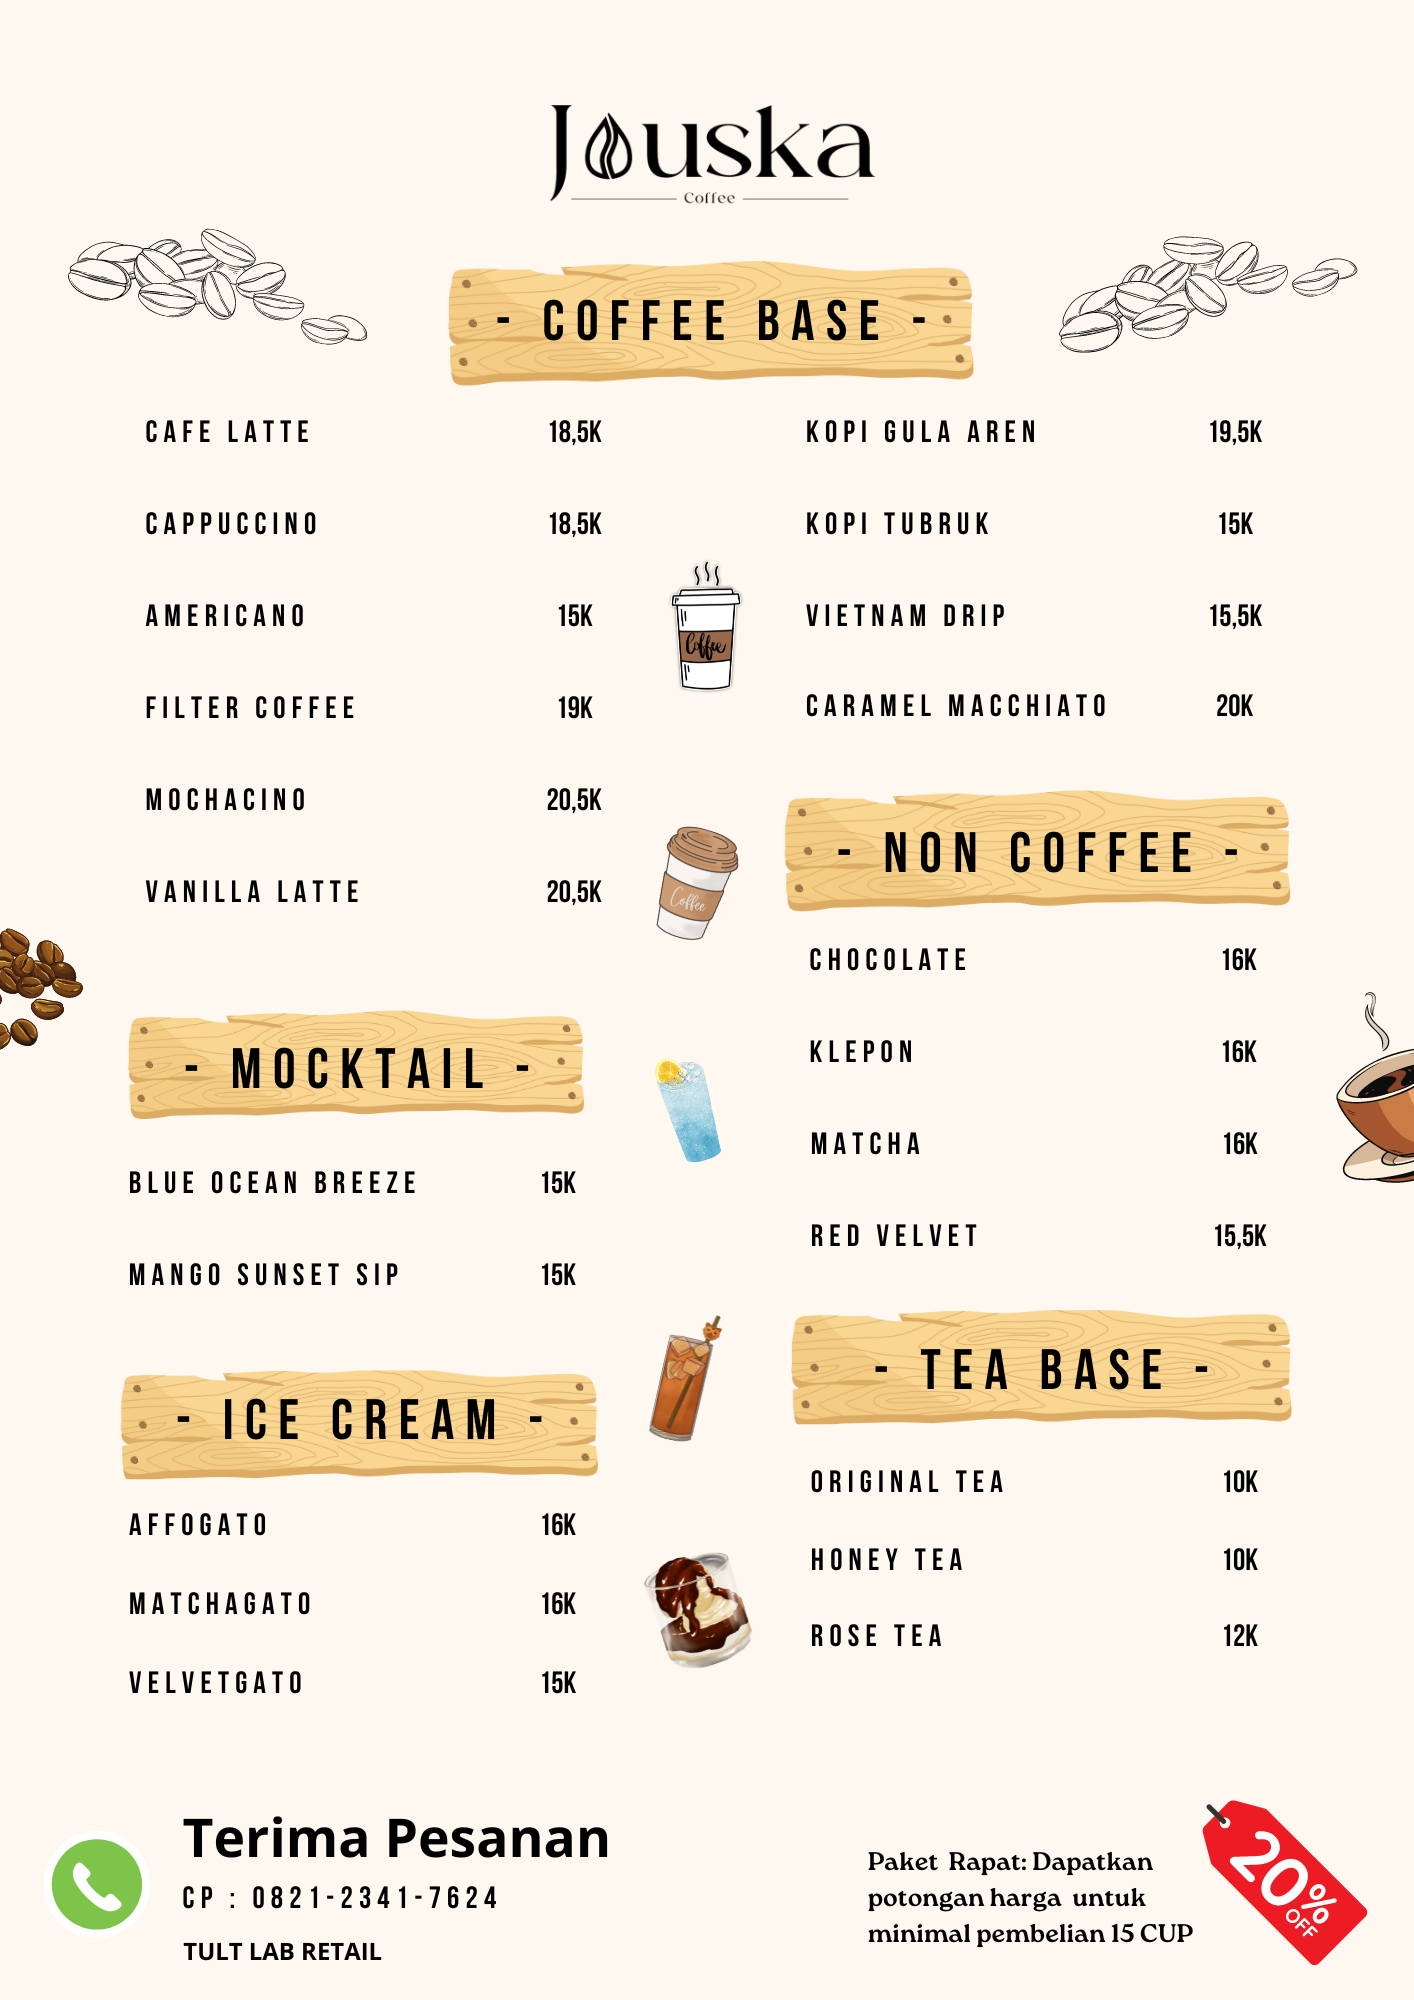 Jouska
Coffee
- COFFEE BASE -
CAFE LATTE 18,5K
CAPPUCCINO 18,5K
AMERICANO 15K
FILTER COFFEE 19K
MOCHACINO 20,5K
VANILLA LATTE 20,5K
KOPI GULA AREN 19,5K
KOPI TUBRUK 15K
VIETNAM DRIP 15,5K
CARAMEL MACCHIATO 20K
Coffee
Coffee
- NON COFFEE -
CHOCOLATE 16K
KLEPON 16K
MATCHA 16K
RED VELVET 15,5K
- MOCKTAIL -
BLUE OCEAN BREEZE 15K
MANGO SUNSET SIP 15K
- TEA BASE -
ORIGINAL TEA 10K
HONEY TEA 10K
ROSE TEA 12K
- ICE CREAM -
AFFOGATO 16K
MATCHAGATO 16K
VELVETGATO 15K
Terima Pesanan
CP : 0821-2341-7624
TULT LAB RETAIL
Paket Rapat: Dapatkan
potongan harga untuk
minimal pembelian 15 CUP
20%
OFF